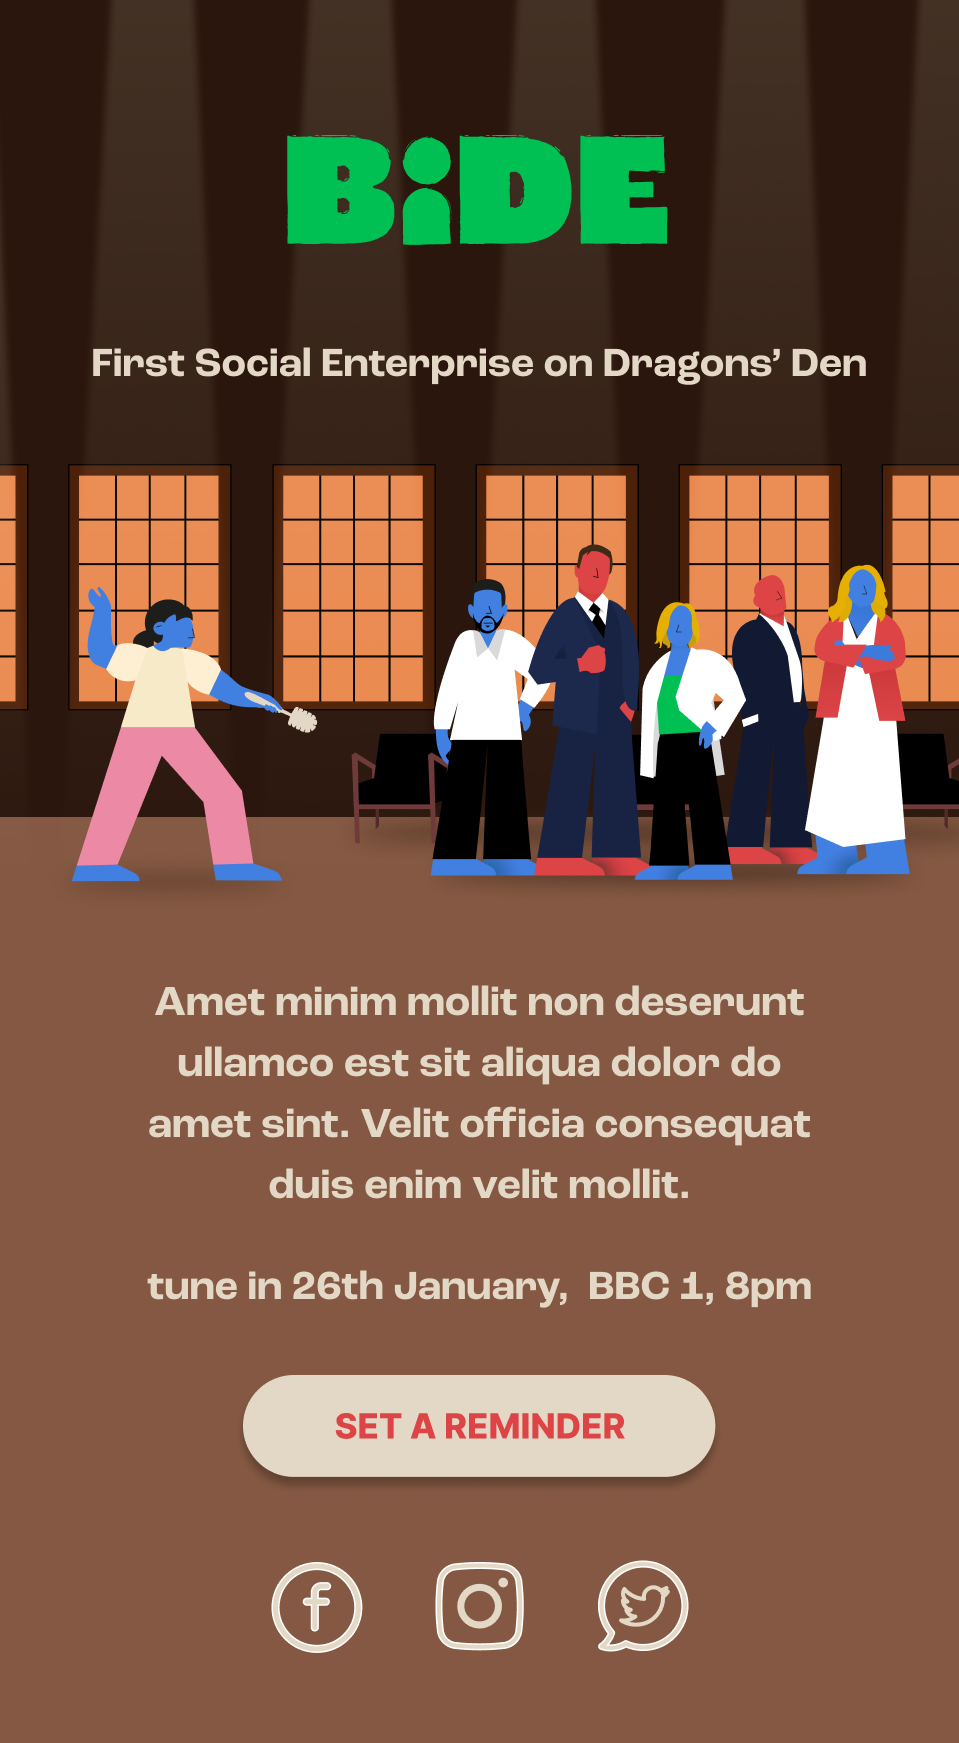 BiDE
First Social Enterprise on Dragons’ Den
Amet minim mollit non deserunt
ullamco est sit aliqua dolor do
amet sint. Velit officia consequat
duis enim velit mollit.
tune in 26th January,  BBC 1, 8pm
SET A REMINDER